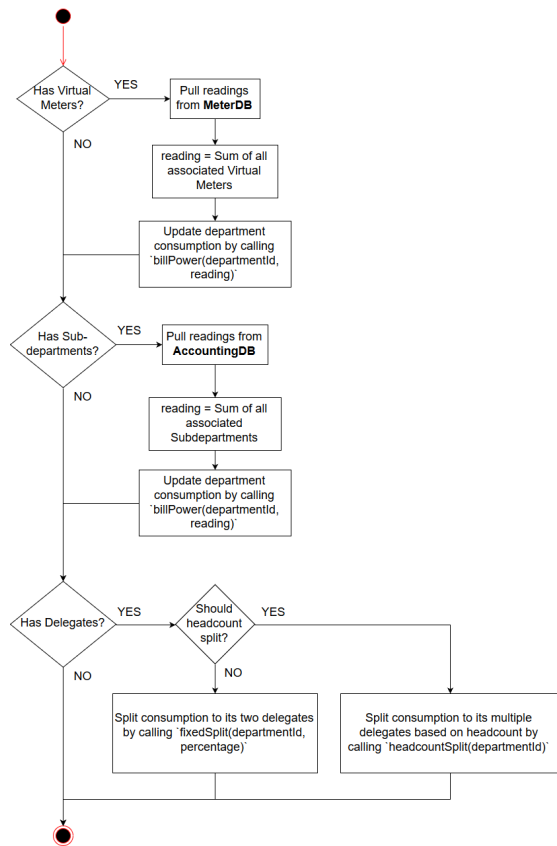 Has Virtual
Meters?
YES
Pull readings
from MeterDB
NO
reading = Sum of all
associated Virtual
Meters
Update department
consumption by calling
`billPower(departmentId,
reading)`
Has Sub-
departments?
YES
Pull readings from
AccountingDB
NO
reading = Sum of all
associated
Subdepartments
Update department
consumption by calling
`billPower(departmentId,
reading)`
Has Delegates?
YES
Should
headcount
split?
YES
NO
NO
Split consumption to its two delegates
by calling `fixedSplit(departmentId,
percentage)`
Split consumption to its multiple
delegates based on headcount by
calling `headcountSplit(departmentId)`